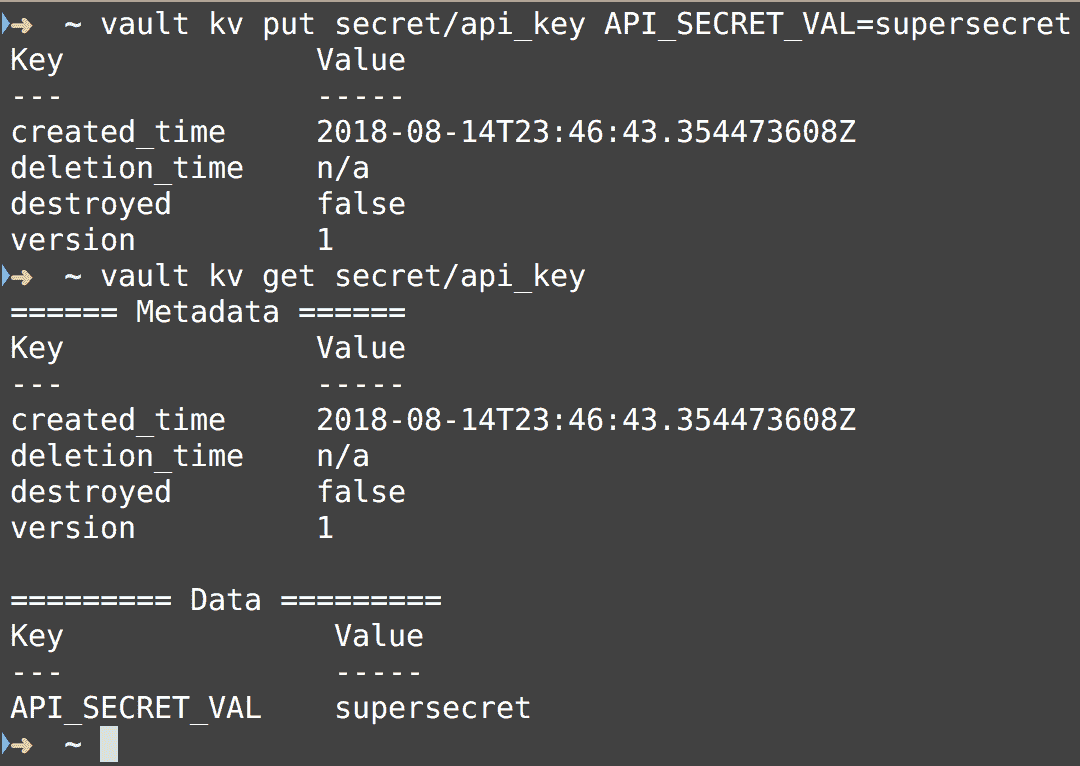 ➜  ~ vault kv put secret/api_key API_SECRET_VAL=supersecret
Key              Value
---              -----
created_time     2018-08-14T23:46:43.354473608Z
deletion_time    n/a
destroyed        false
version          1
➜  ~ vault kv get secret/api_key
====== Metadata ======
Key              Value
---              -----
created_time     2018-08-14T23:46:43.354473608Z
deletion_time    n/a
destroyed        false
version          1

========= Data =========
Key               Value
---               -----
API_SECRET_VAL    supersecret
➜  ~